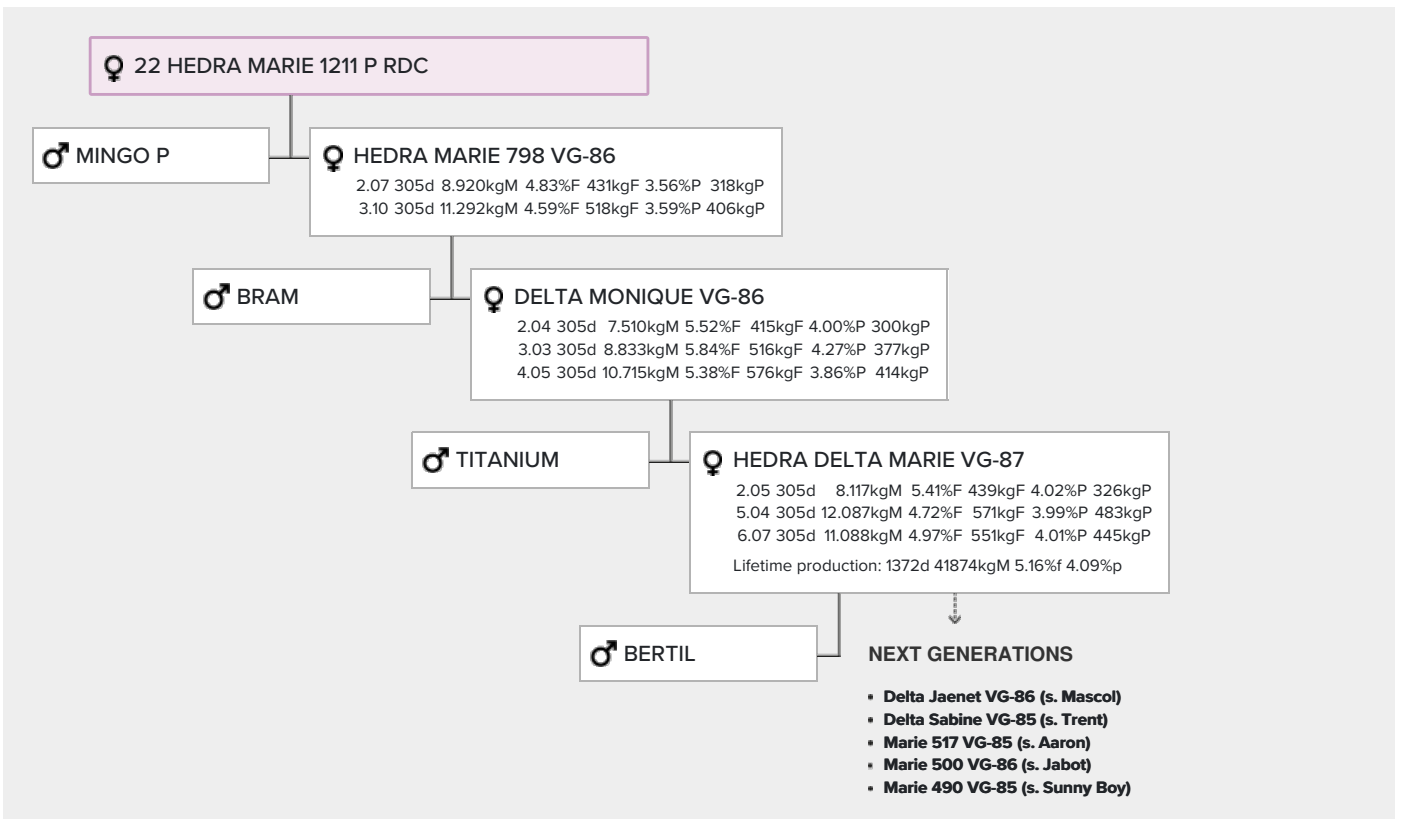 22 HEDRA MARIE 1211 P RDC
MINGO P
HEDRA MARIE 798 VG-86
2.07 305d 8.920kgM 4.83%F 431kgF 3.56%P 318kgP
3.10 305d 11.292kgM 4.59%F 518kgF 3.59%P 406kgP
BRAM
DELTA MONIQUE VG-86
2.04 305d 7.510kgM 5.52%F 415kgF 4.00%P 300kgP
3.03 305d 8.833kgM 5.84%F 516kgF 4.27%P 377kgP
4.05 305d 10.715kgM 5.38%F 576kgF 3.86%P 414kgP
TITANIUM
HEDRA DELTA MARIE VG-87
2.05 305d 8.117kgM 5.41%F 439kgF 4.02%P 326kgP
5.04 305d 12.087kgM 4.72%F 571kgF 3.99%P 483kgP
6.07 305d 11.088kgM 4.97%F 551kgF 4.01%P 445kgP
Lifetime production: 1372d 41874kgM 5.16%f 4.09%p
BERTIL
NEXT GENERATIONS
• Delta Jaenet VG-86 (s. Mascol)
• Delta Sabine VG-85 (s. Trent)
• Marie 517 VG-85 (s. Aaron)
• Marie 500 VG-86 (s. Jabot)
• Marie 490 VG-85 (s. Sunny Boy)